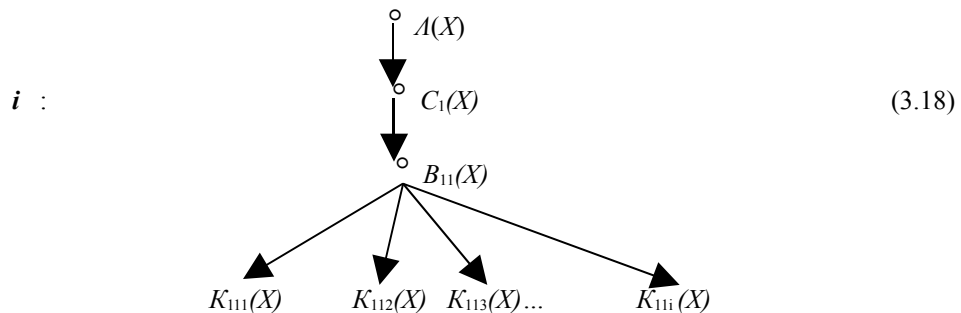 Л(X)
i : C₁(X) (3.18)
B₁₁(X)
K₁₁₁(X) K₁₁₂(X) K₁₁₃(X)... K₁₁ᵢ(X)